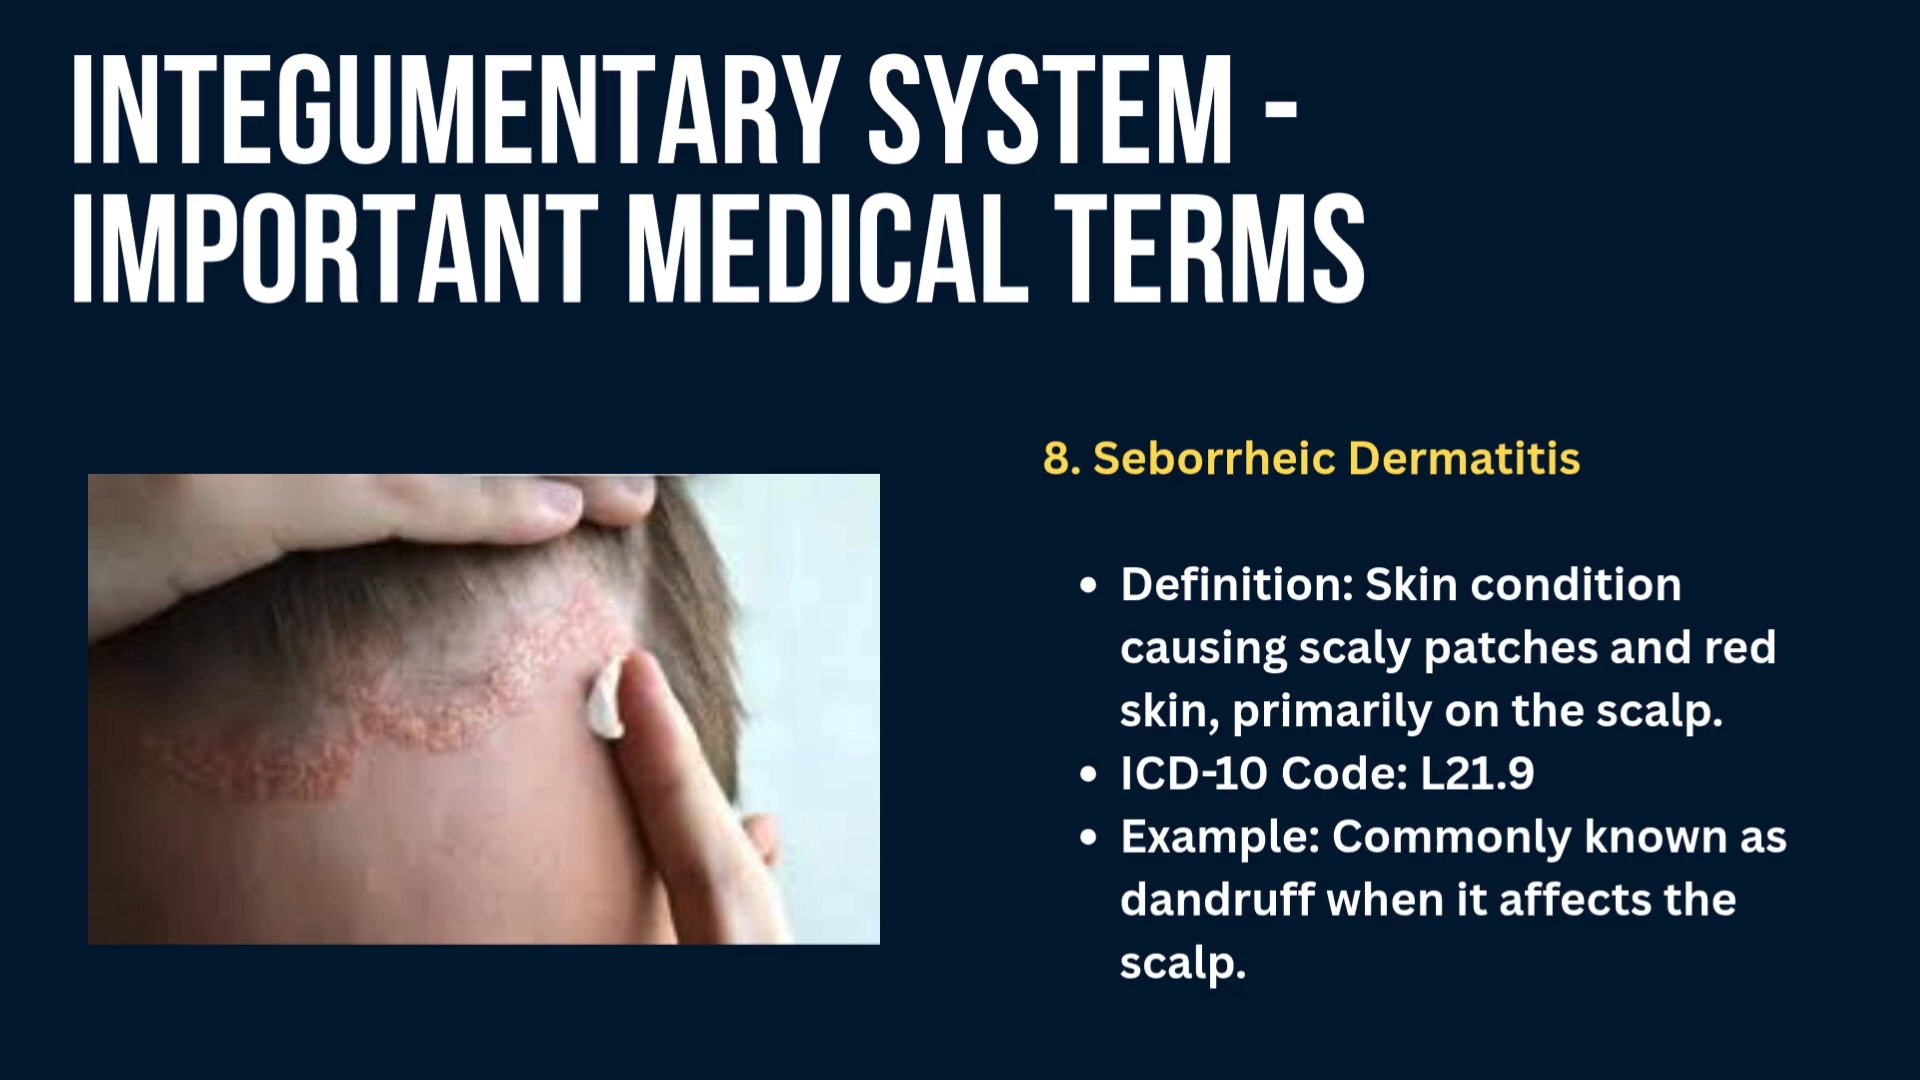 INTEGUMENTARY SYSTEM -
IMPORTANT MEDICAL TERMS
8. Seborrheic Dermatitis
• Definition: Skin condition
causing scaly patches and red
skin, primarily on the scalp.
• ICD-10 Code: L21.9
• Example: Commonly known as
dandruff when it affects the
scalp.